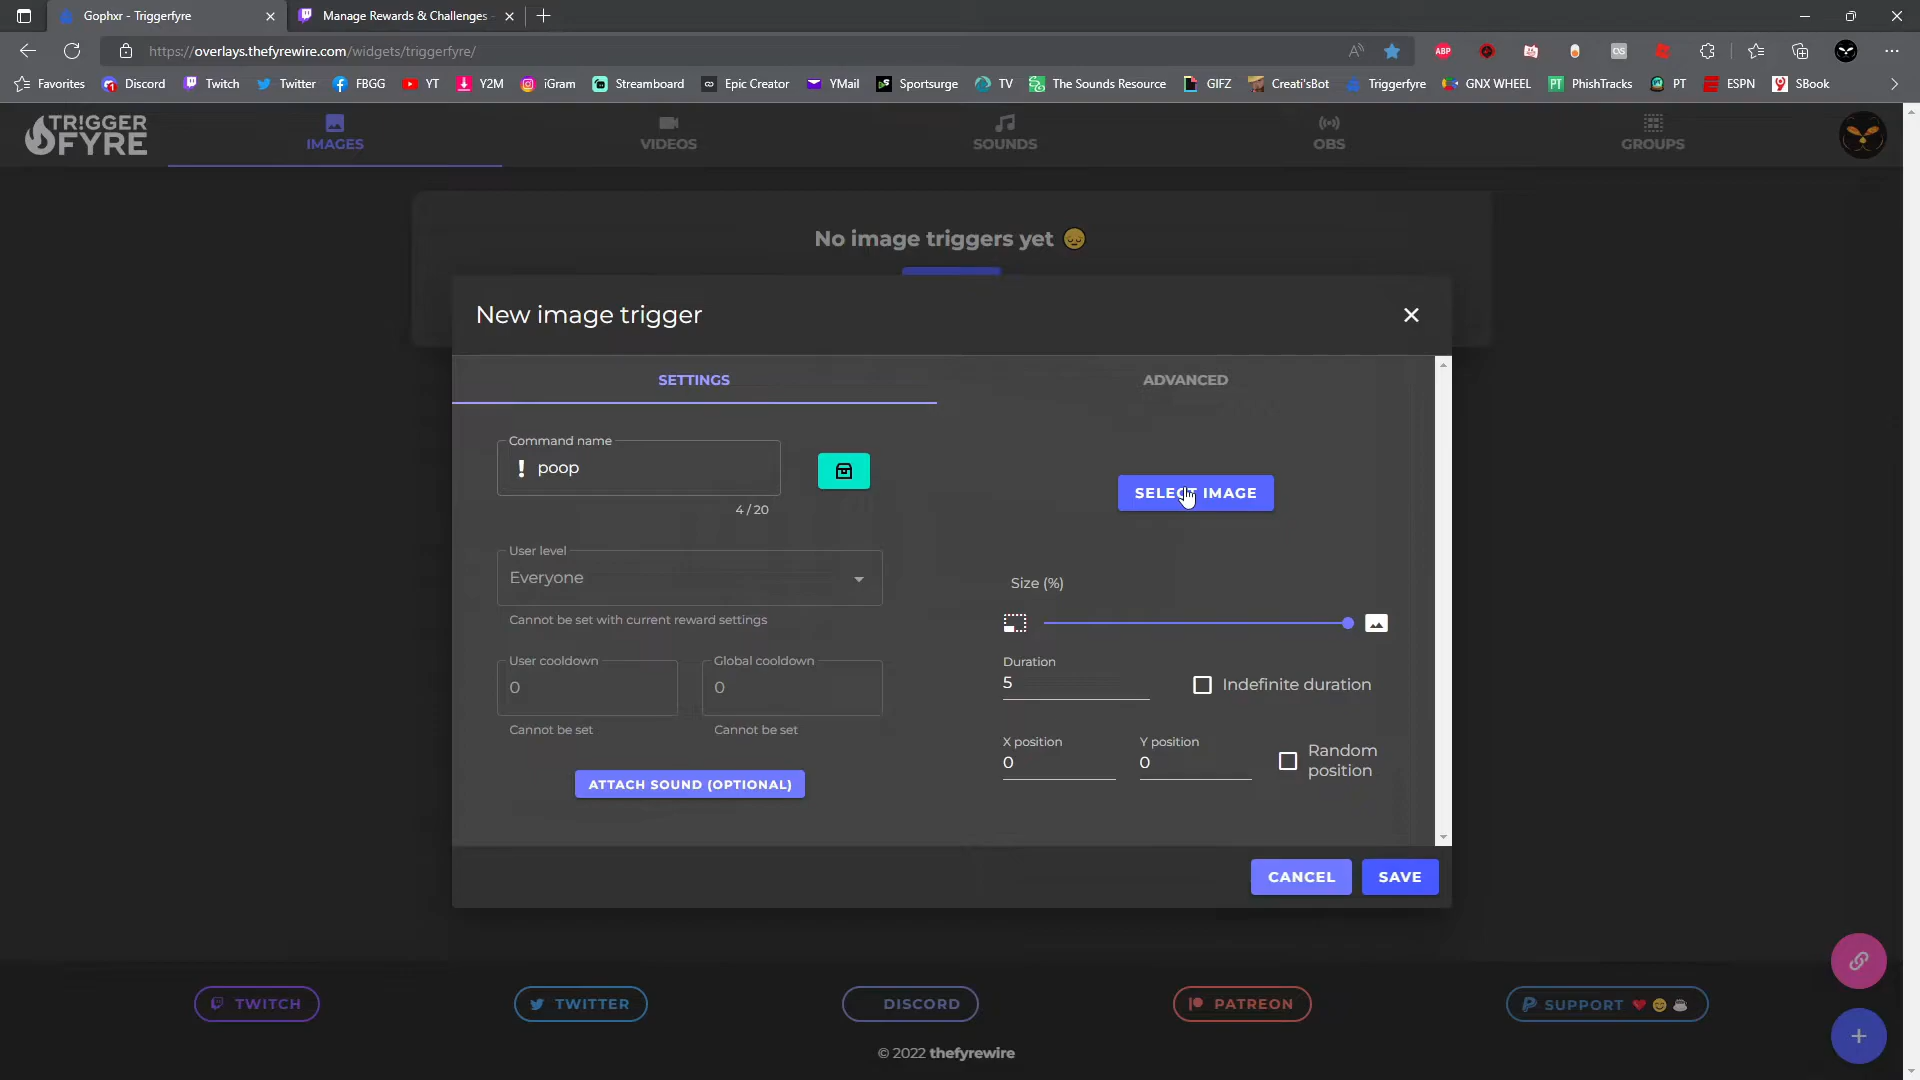 Gophxr - Triggerfyre
Manage Rewards & Challenges -
https://overlays.thefyrewire.com/widgets/triggerfyre/
ABP
Favorites Discord Twitch Twitter FBGG YT Y2M iGram Streamboard Epic Creator YMail Sportsurge TV The Sounds Resource GIFZ Creati'sBot Triggerfyre GNX WHEEL PT PhishTracks PT ESPN SBook
TR!GGER
FYRE
IMAGES
VIDEOS
SOUNDS
OBS
GROUPS
No image triggers yet 😞
New image trigger
SETTINGS
ADVANCED
Command name
! poop
4 / 20
SELECT IMAGE
User level
Everyone
Cannot be set with current reward settings
Size (%)
User cooldown
0
Cannot be set
Global cooldown
0
Cannot be set
Duration
5
Indefinite duration
X position
0
Y position
0
Random
position
ATTACH SOUND (OPTIONAL)
CANCEL
SAVE
TWITCH
TWITTER
DISCORD
PATREON
SUPPORT ❤️ 😊 ☕
© 2022 thefyrewire